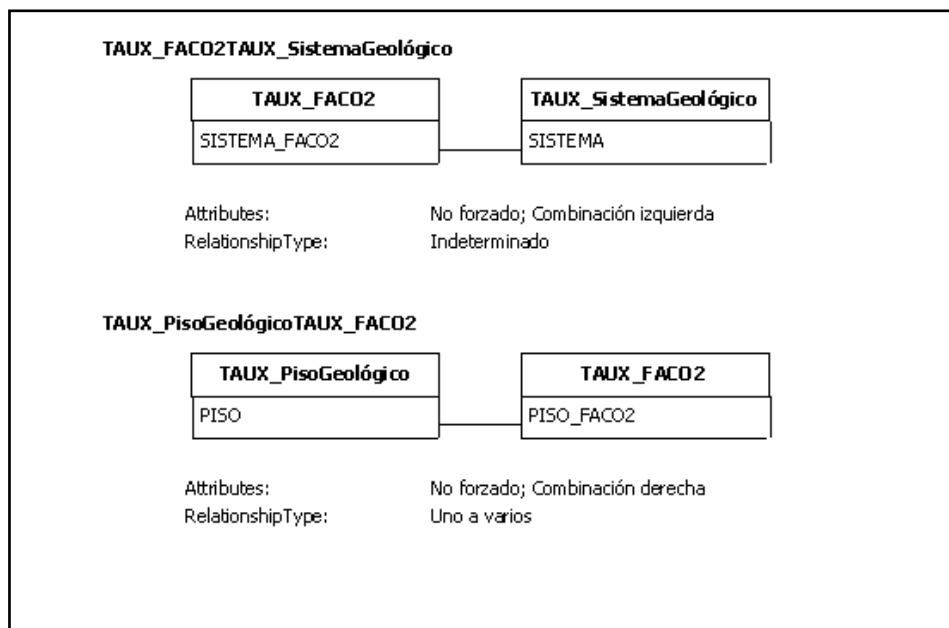 TAUX_FACO2TAUX_SistemaGeológico
TAUX_FACO2 TAUX_SistemaGeológico
SISTEMA_FACO2 SISTEMA
Attributes: No forzado; Combinación izquierda
RelationshipType: Indeterminado
TAUX_PisoGeológicoTAUX_FACO2
TAUX_PisoGeológico TAUX_FACO2
PISO PISO_FACO2
Attributes: No forzado; Combinación derecha
RelationshipType: Uno a varios